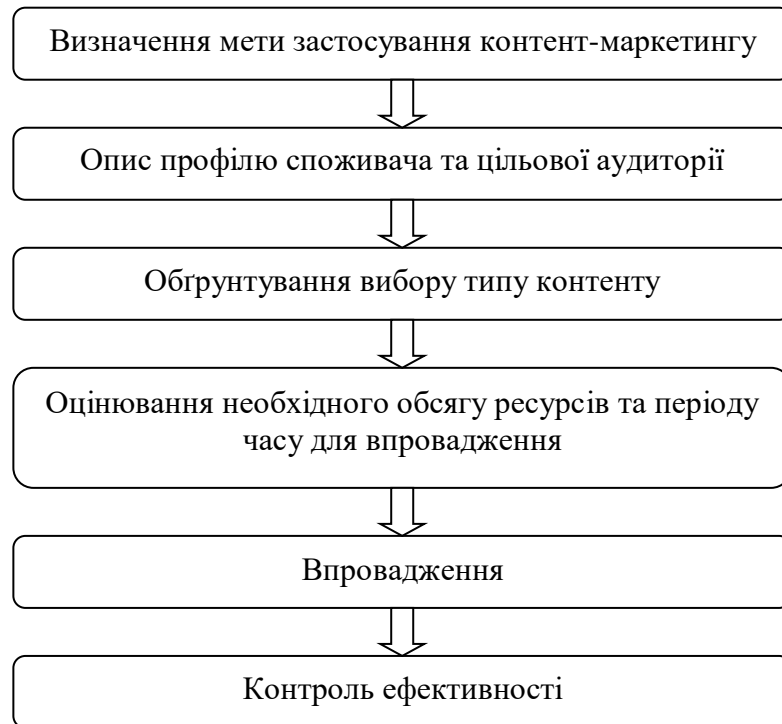 Визначення мети застосування контент-маркетингу
Опис профілю споживача та цільової аудиторії
Обґрунтування вибору типу контенту
Оцінювання необхідного обсягу ресурсів та періоду
часу для впровадження
Впровадження
Контроль ефективності